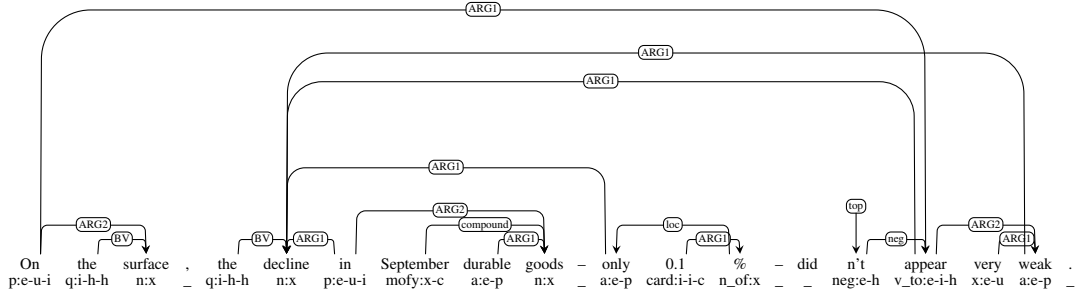 ARG1
ARG1
ARG1
ARG1
top
ARG2 ARG2 compound loc ARG2
BV BV ARG1 ARG1 ARG1 neg ARG1
On the surface , the decline in September durable goods – only 0.1 % – did n't appear very weak .
p:e-u-i q:i-h-h n:x _ q:i-h-h n:x p:e-u-i mofy:x-c a:e-p n:x _ a:e-p card:i-i-c n_of:x _ _ neg:e-h v_to:e-i-h x:e-u a:e-p _